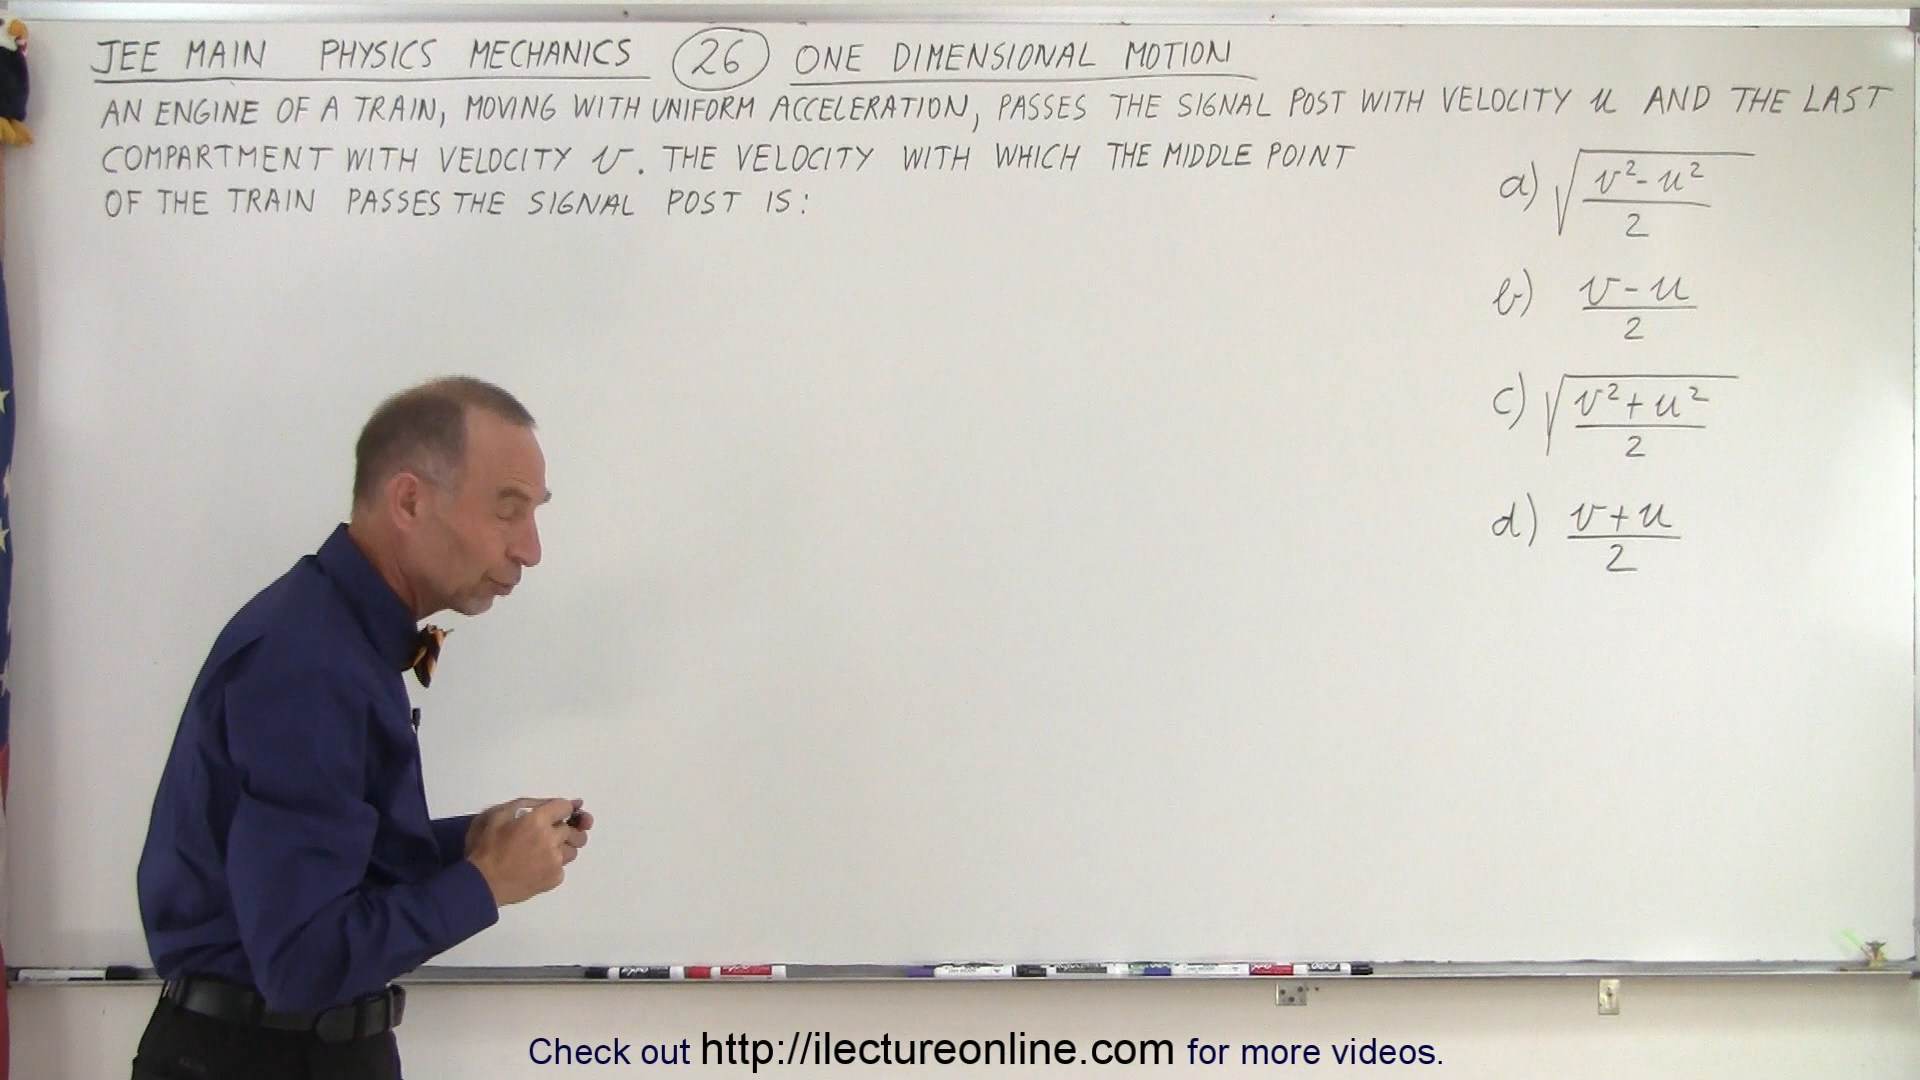 JEE MAIN PHYSICS MECHANICS 26 ONE DIMENSIONAL MOTION
AN ENGINE OF A TRAIN, MOVING WITH UNIFORM ACCELERATION, PASSES THE SIGNAL POST WITH VELOCITY u AND THE LAST
COMPARTMENT WITH VELOCITY v. THE VELOCITY WITH WHICH THE MIDDLE POINT
OF THE TRAIN PASSES THE SIGNAL POST IS:
a) √((v²-u²)/2)
b) (v-u)/2
c) √((v²+u²)/2)
d) (v+u)/2
Check out http://ilectureonline.com for more videos.